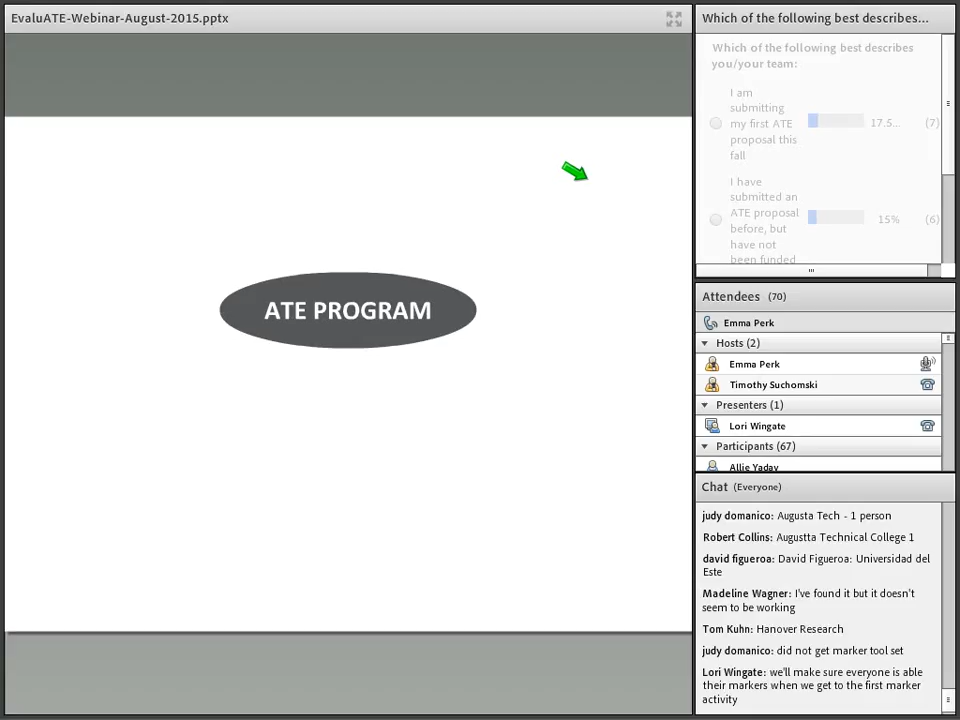 EvaluATE-Webinar-August-2015.pptx
ATE PROGRAM
Which of the following best describes...
Which of the following best describes
you/your team:
I am
submitting
my first ATE
proposal this
fall
17.5... (7)
I have
submitted an
ATE proposal
before, but
have not
been funded
15% (6)
Attendees (70)
Emma Perk
Hosts (2)
Emma Perk
Timothy Suchomski
Presenters (1)
Lori Wingate
Participants (67)
Allie Yaday
Chat (Everyone)
judy domanico: Augusta Tech - 1 person
Robert Collins: Augustta Technical College 1
david figueroa: David Figueroa: Universidad del
Este
Madeline Wagner: I've found it but it doesn't
seem to be working
Tom Kuhn: Hanover Research
judy domanico: did not get marker tool set
Lori Wingate: we'll make sure everyone is able
their markers when we get to the first marker
activity